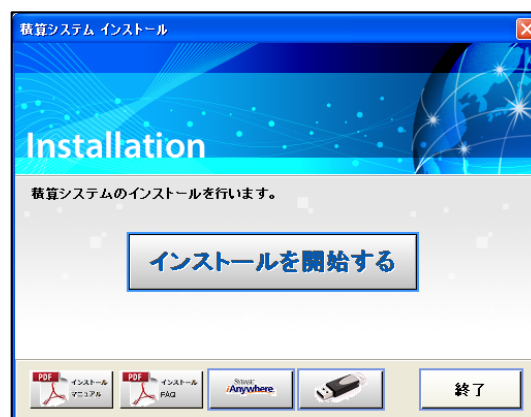 積算システム インストール
Installation
積算システムのインストールを行います。
インストールを開始する
PDF インストール
マニュアル
PDF インストール
FAQ
SYBASE
iAnywhere
終了